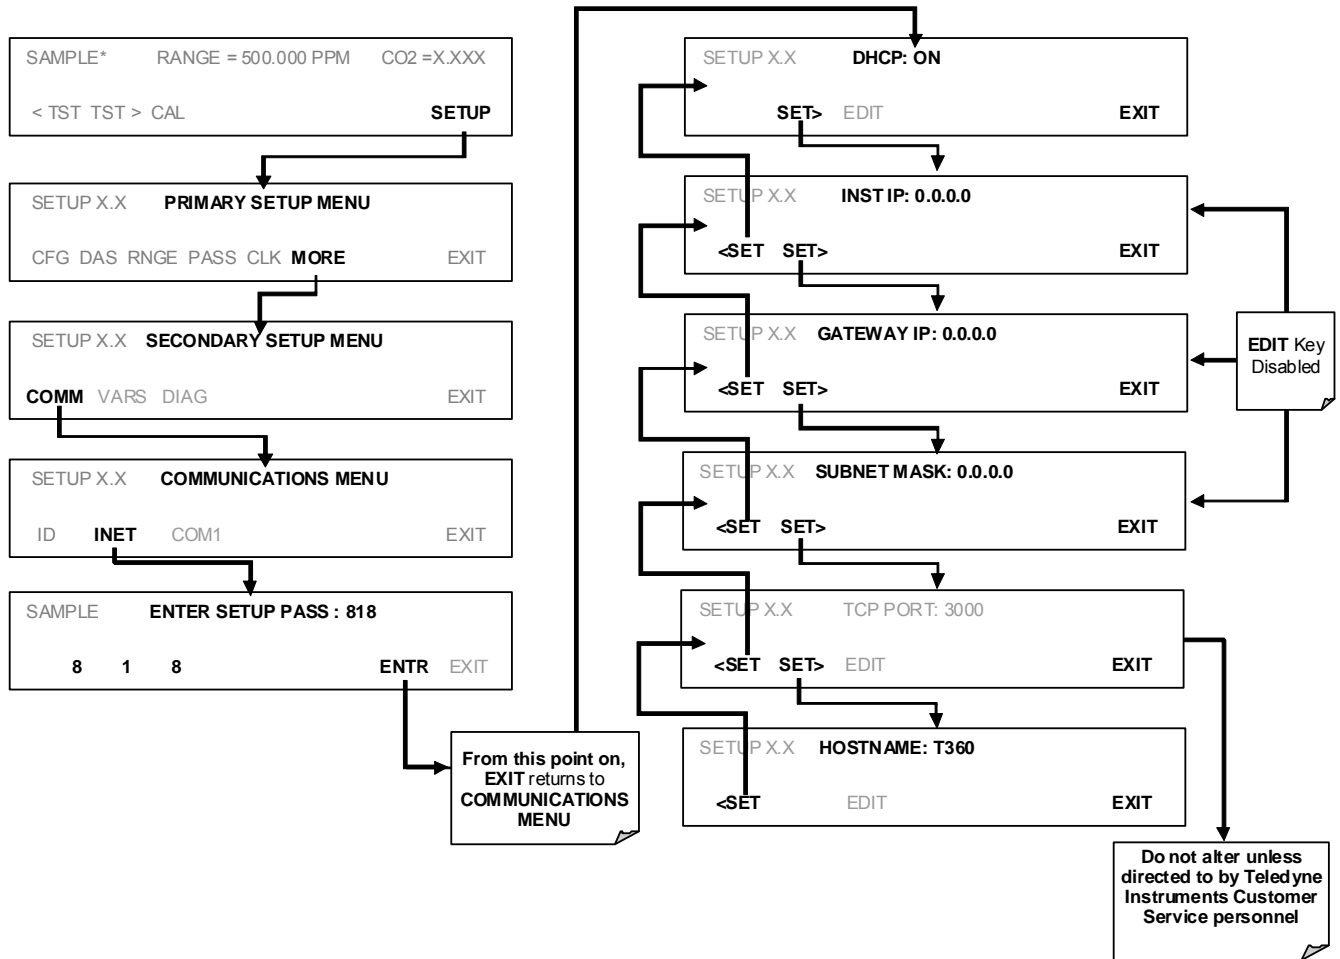 SAMPLE* RANGE = 500.000 PPM CO2 =X.XXX
< TST TST > CAL SETUP
SETUP X.X PRIMARY SETUP MENU
CFG DAS RNGE PASS CLK MORE EXIT
SETUP X.X SECONDARY SETUP MENU
COMM VARS DIAG EXIT
SETUP X.X COMMUNICATIONS MENU
ID INET COM1 EXIT
SAMPLE ENTER SETUP PASS : 818
8 1 8 ENTR EXIT
From this point on,
EXIT returns to
COMMUNICATIONS
MENU
SETUP X.X DHCP: ON
SET> EDIT EXIT
SETUP X.X INST IP: 0.0.0.0
<SET SET> EXIT
SETUP X.X GATEWAY IP: 0.0.0.0
<SET SET> EXIT
SETUP X.X SUBNET MASK: 0.0.0.0
<SET SET> EXIT
SETUP X.X TCP PORT: 3000
<SET SET> EDIT EXIT
SETUP X.X HOSTNAME: T360
<SET EDIT EXIT
EDIT Key
Disabled
Do not alter unless
directed to by Teledyne
Instruments Customer
Service personnel